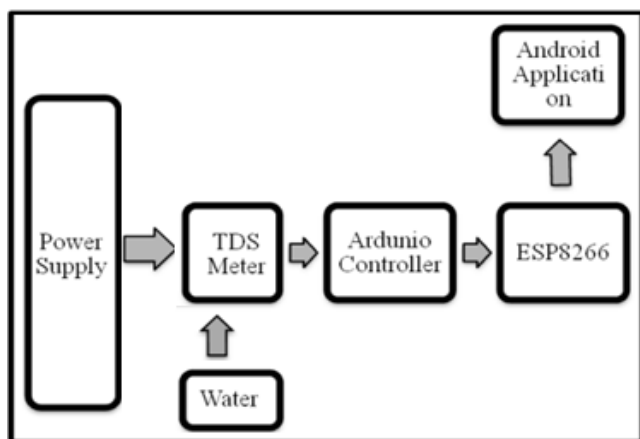 Android
Applicati
on
Power
Supply
TDS
Meter
Ardunio
Controller
ESP8266
Water